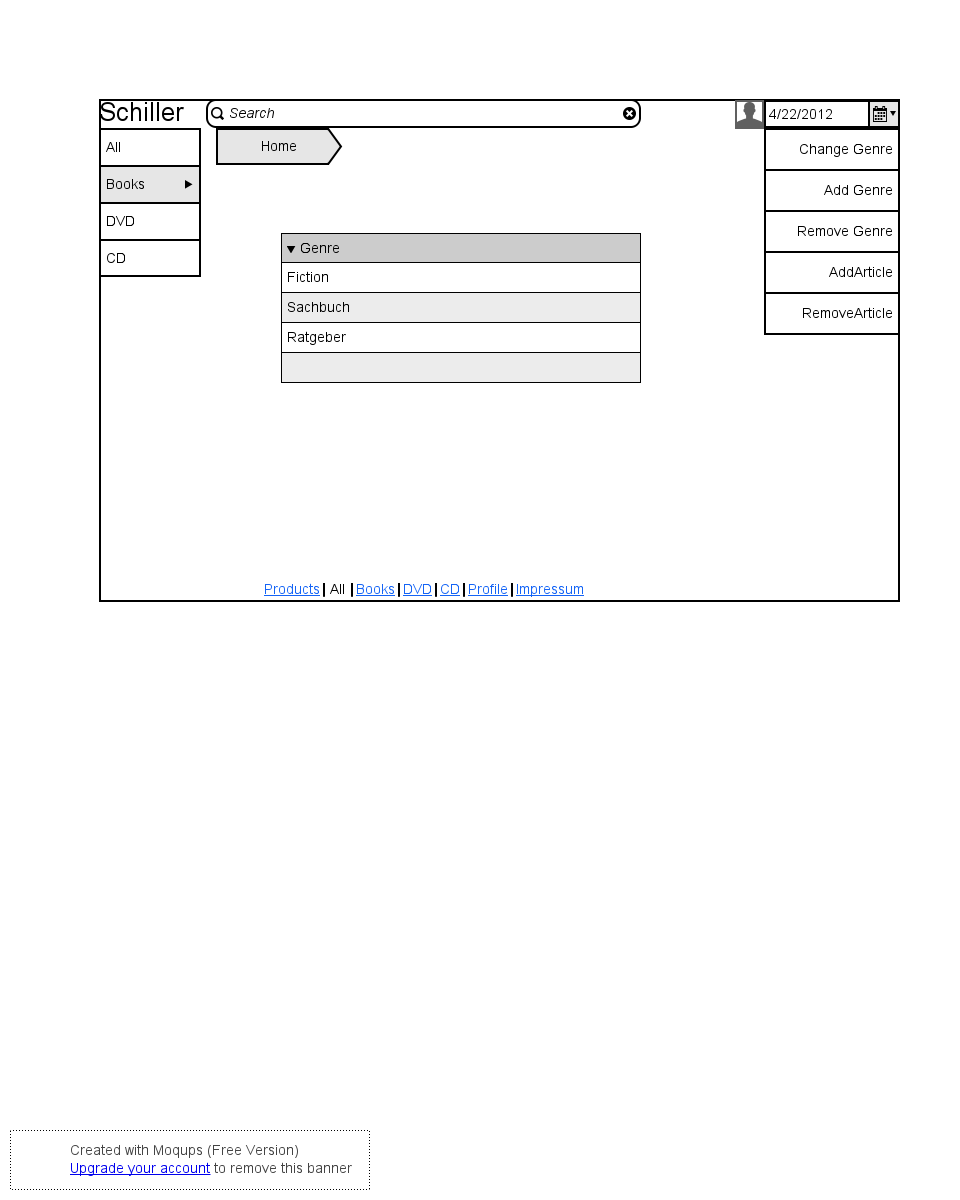 Schiller
Search
4/22/2012
All
Books
DVD
CD
Home
Change Genre
Add Genre
Remove Genre
AddArticle
RemoveArticle
Genre
Fiction
Sachbuch
Ratgeber
Products | All | Books | DVD | CD | Profile | Impressum
Created with Moqups (Free Version)
Upgrade your account to remove this banner